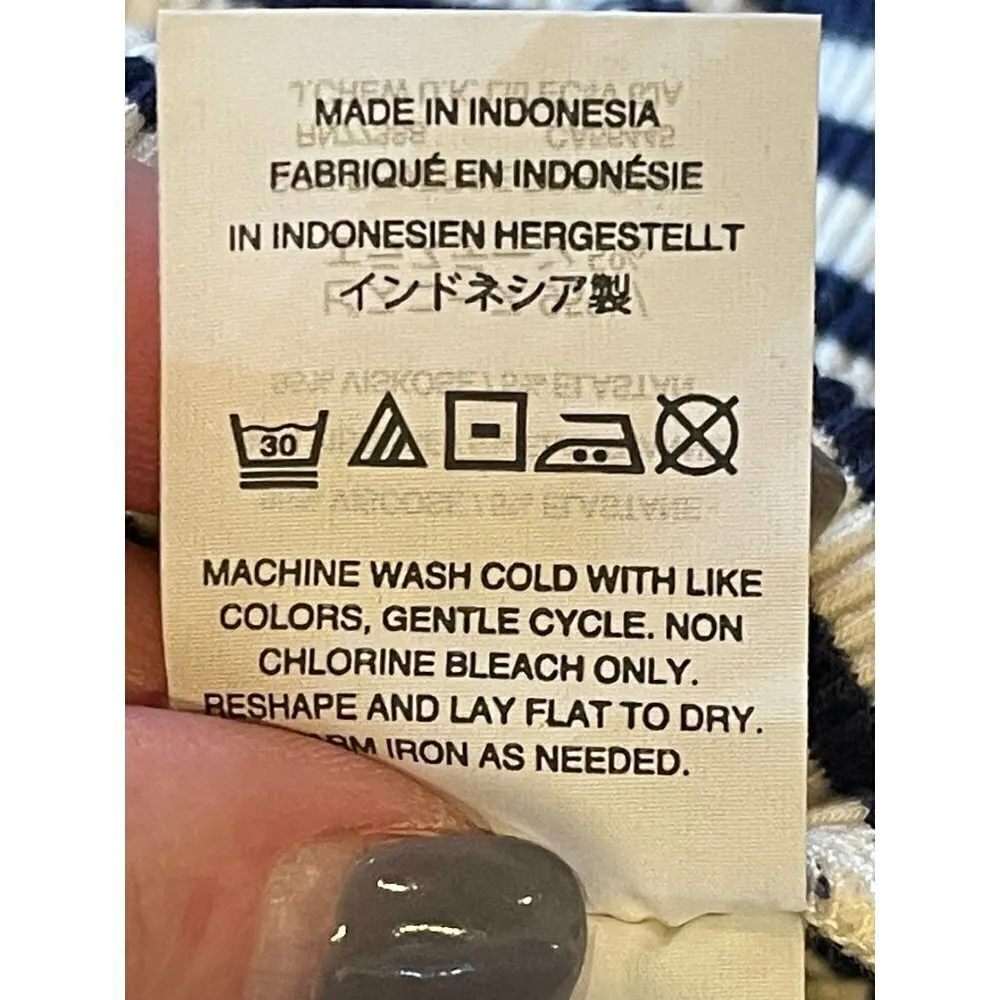 MADE IN INDONESIA
FABRIQUÉ EN INDONÉSIE
IN INDONESIEN HERGESTELLT
インドネシア製
30
MACHINE WASH COLD WITH LIKE
COLORS, GENTLE CYCLE. NON
CHLORINE BLEACH ONLY.
RESHAPE AND LAY FLAT TO DRY.
IRON AS NEEDED.